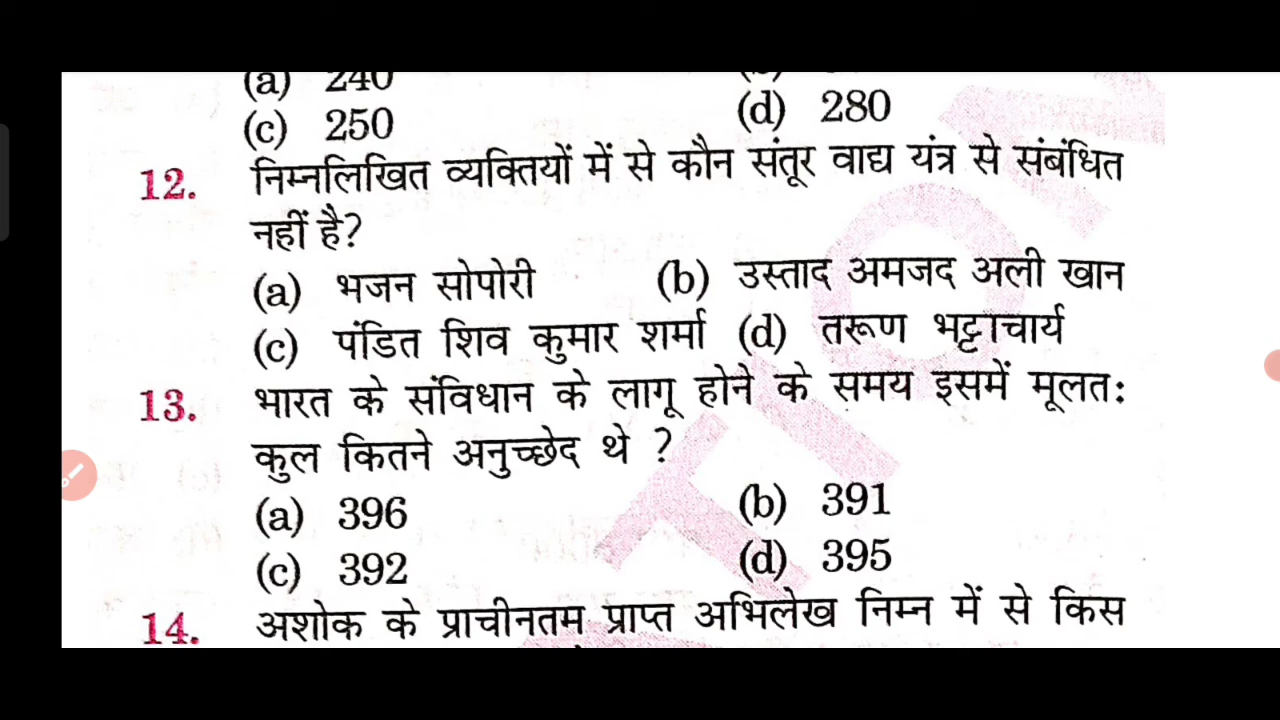 (a) 240
(c) 250 (d) 280
12. निम्नलिखित व्यक्तियों में से कौन संतूर वाद्य यंत्र से संबंधित
नहीं है?
(a) भजन सोपोरी (b) उस्ताद अमजद अली खान
(c) पंडित शिव कुमार शर्मा (d) तरूण भट्टाचार्य
13. भारत के संविधान के लागू होने के समय इसमें मूलतः
कुल कितने अनुच्छेद थे ?
(a) 396 (b) 391
(c) 392 (d) 395
14. अशोक के प्राचीनतम प्राप्त अभिलेख निम्न में से किस